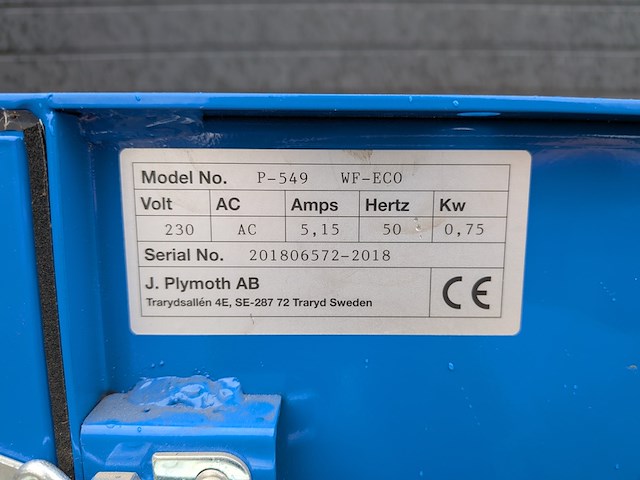 Model No. P-549 WF-ECO
Volt AC Amps Hertz Kw
230 AC 5,15 50 0,75
Serial No. 201806572-2018
J. Plymoth AB
Trarydsallén 4E, SE-287 72 Traryd Sweden
CE